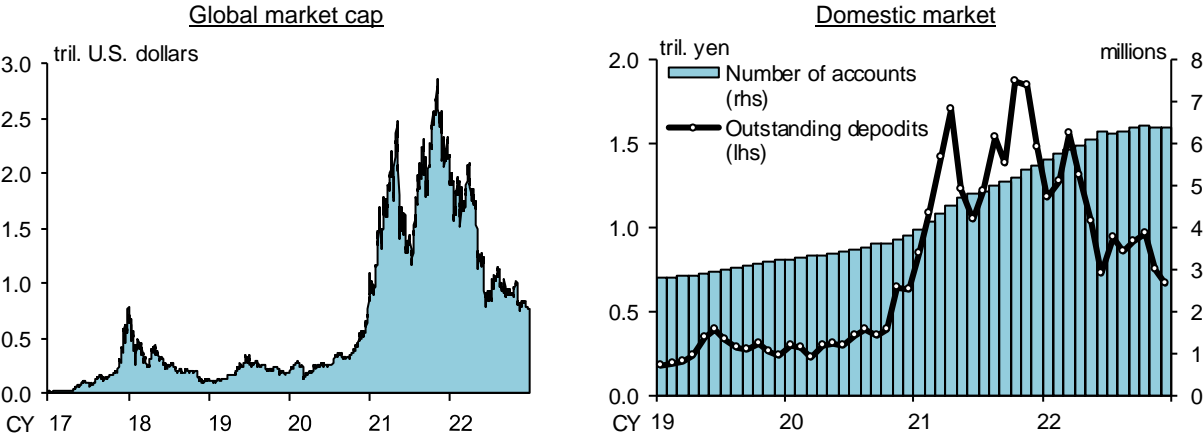 Global market cap
tril. U.S. dollars
3.0
2.5
2.0
1.5
1.0
0.5
0.0
CY 17 18 19 20 21 22
Domestic market
tril. yen
millions
Number of accounts
(rhs)
Outstanding depodits
(lhs)
2.0
1.5
1.0
0.5
0.0
8
7
6
5
4
3
2
1
0
CY 19 20 21 22